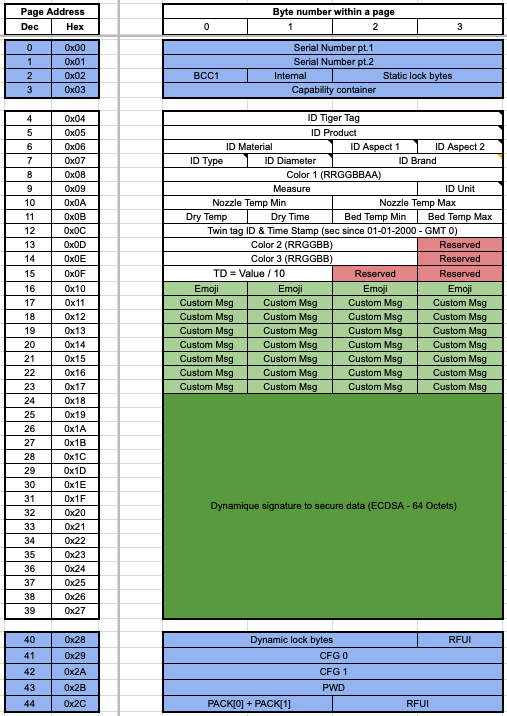 Page Address Byte number within a page
Dec Hex 0 1 2 3
0 0x00 Serial Number pt.1
1 0x01 Serial Number pt.2
2 0x02 BCC1 Internal Static lock bytes
3 0x03 Capability container
4 0x04 ID Tiger Tag
5 0x05 ID Product
6 0x06 ID Material ID Aspect 1 ID Aspect 2
7 0x07 ID Type ID Diameter ID Brand
8 0x08 Color 1 (RRGGBBAA)
9 0x09 Measure ID Unit
10 0x0A Nozzle Temp Min Nozzle Temp Max
11 0x0B Dry Temp Dry Time Bed Temp Min Bed Temp Max
12 0x0C Twin tag ID & Time Stamp (sec since 01-01-2000 - GMT 0)
13 0x0D Color 2 (RRGGBB) Reserved
14 0x0E Color 3 (RRGGBB) Reserved
15 0x0F TD = Value / 10 Reserved Reserved
16 0x10 Emoji Emoji Emoji Emoji
17 0x11 Custom Msg Custom Msg Custom Msg Custom Msg
18 0x12 Custom Msg Custom Msg Custom Msg Custom Msg
19 0x13 Custom Msg Custom Msg Custom Msg Custom Msg
20 0x14 Custom Msg Custom Msg Custom Msg Custom Msg
21 0x15 Custom Msg Custom Msg Custom Msg Custom Msg
22 0x16 Custom Msg Custom Msg Custom Msg Custom Msg
23 0x17 Custom Msg Custom Msg Custom Msg Custom Msg
24 0x18
25 0x19
26 0x1A
27 0x1B
28 0x1C
29 0x1D
30 0x1E
31 0x1F Dynamique signature to secure data (ECDSA - 64 Octets)
32 0x20
33 0x21
34 0x22
35 0x23
36 0x24
37 0x25
38 0x26
39 0x27
40 0x28 Dynamic lock bytes RFUI
41 0x29 CFG 0
42 0x2A CFG 1
43 0x2B PWD
44 0x2C PACK[0] + PACK[1] RFUI